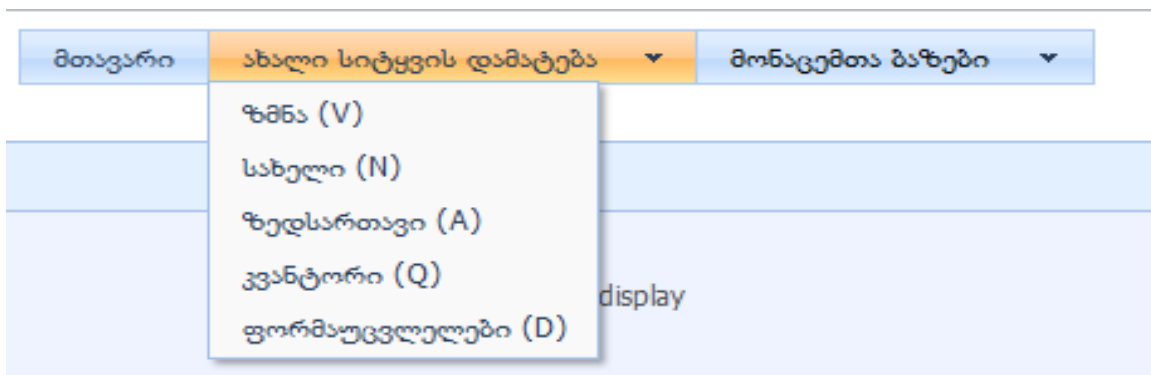 მთავარი ახალი სიტყვის დამატება მონაცემთა ბაზები
ზმნა (V)
სახელი (N)
ზედსართავი (A)
კვანტორი (Q)
display
ფორმაუცვლელები (D)